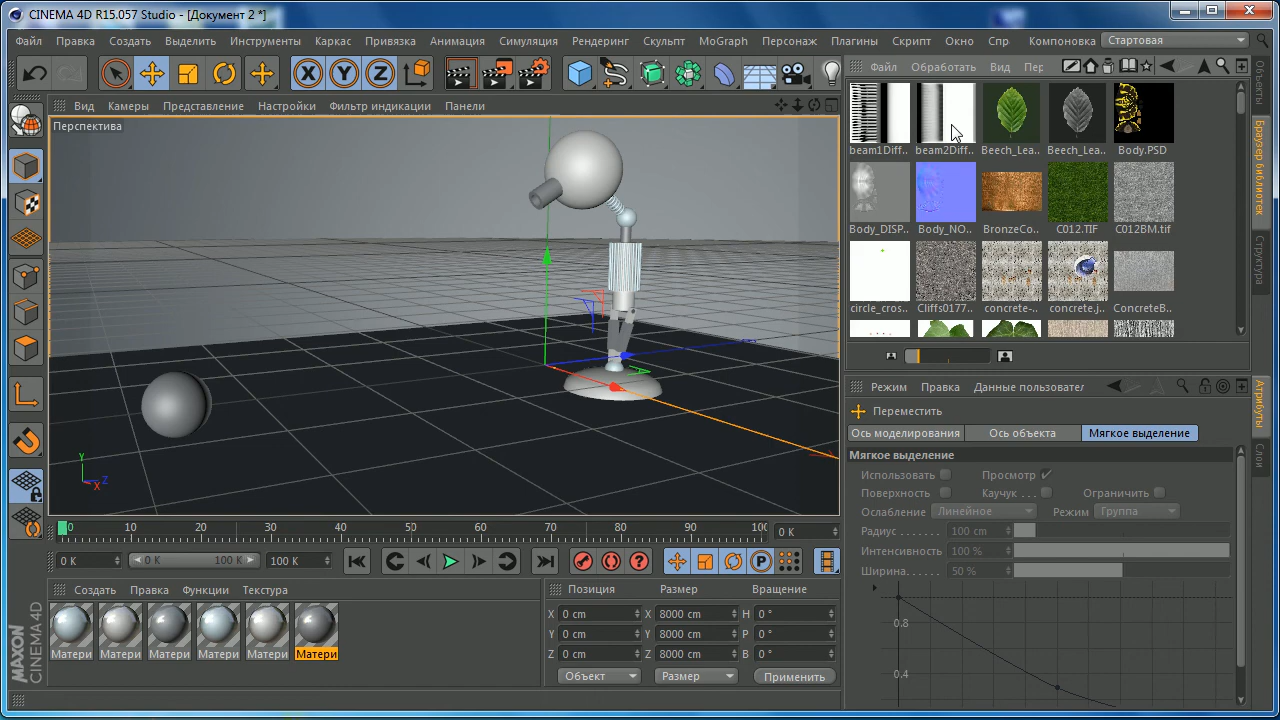 CINEMA 4D R15.057 Studio - [Документ 2 *]
Файл Правка Создать Выделить Инструменты Каркас Привязка Анимация Симуляция Рендеринг Скульпт MoGraph Персонаж Плагины Скрипт Окно Спр Компоновка Стартовая
X Y Z
Файл Обработать Вид Пер
Вид Камеры Представление Настройки Фильтр индикации Панели
Перспектива
beam1Diff.. beam2Diff.. Beech_Lea.. Beech_Lea.. Body.PSD
Body_DISP.. Body_NO.. BronzeCo.. C012.TIF C012BM.tif
circle_cros.. Cliffs0177.. concrete-.. concrete.j.. ConcreteB..
Объекты
Браузер библиотек
Структура
Y
Z
X
Режим Правка Данные пользовател
Переместить
Ось моделирования Ось объекта Мягкое выделение
Мягкое выделение
Использовать Просмотр
Поверхность Каучук . . . Ограничить
Ослабление Линейное Режим Группа
Радиус . . . . . . . 100 cm
Интенсивность 100 %
Ширина. . . . . . 50 %
0.8
0.4
Атрибуты
Слои
0 10 20 30 40 50 60 70 80 90 100 0 K
0 K 0 K 100 K 100 K
P
Создать Правка Функции Текстура
Матери Матери Матери Матери Матери Матери
Позиция Размер Вращение
X 0 cm X 8000 cm H 0 °
Y 0 cm Y 8000 cm P 0 °
Z 0 cm Z 8000 cm B 0 °
Объект Размер Применить
MAXON
CINEMA 4D